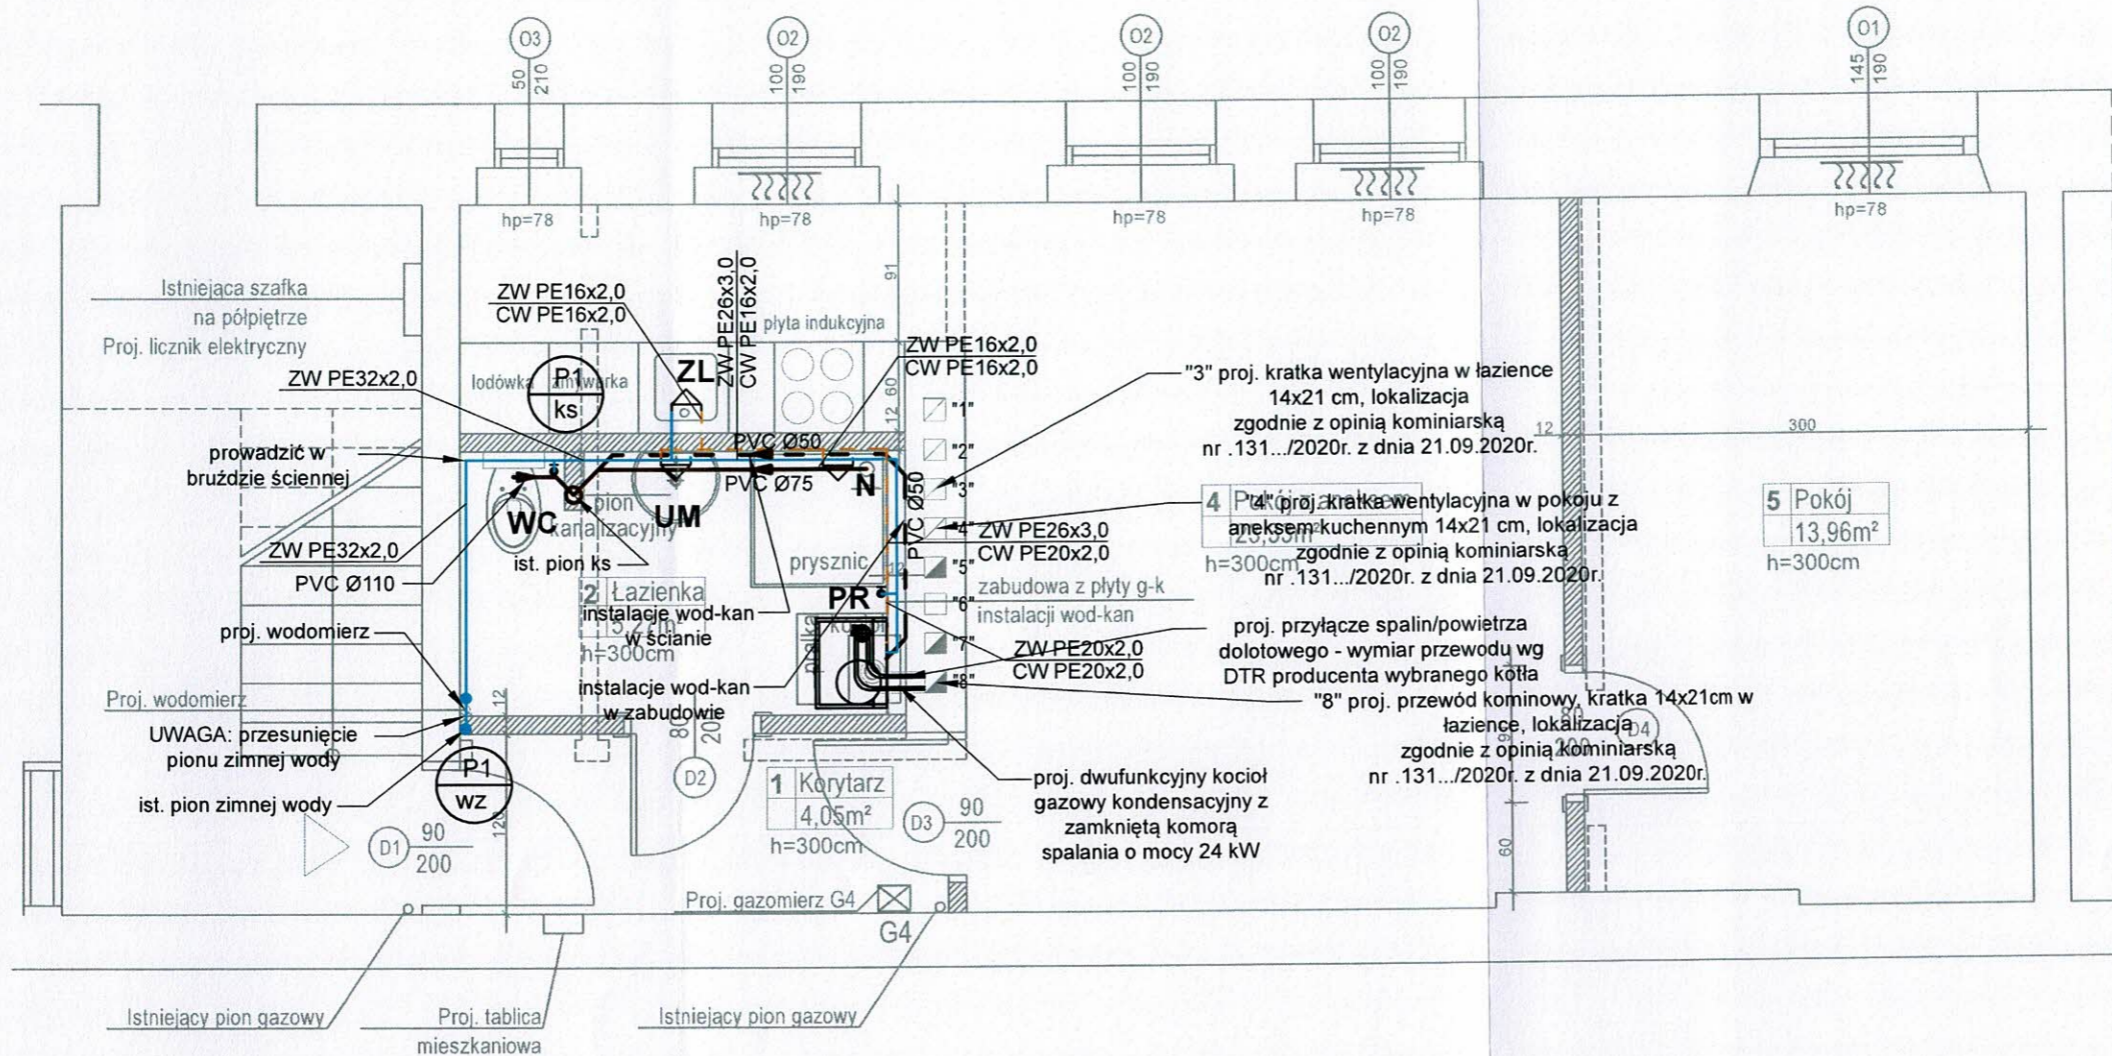 O3
50
210
hp=78
O2
100
190
hp=78
O2
100
190
hp=78
O2
100
190
hp=78
O1
145
190
hp=78
Istniejąca szafka
na półpiętrze
Proj. licznik elektryczny
ZW PE16x2,0
CW PE16x2,0
ZW PE26x3,0
CW PE16x2,0
91
płyta indukcyjna
ZW PE16x2,0
CW PE16x2,0
ZW PE32x2,0
lodówka
zmywarka
P1
ks
ZL
60
12
"1"
"2"
"3"
"4"
"5"
"6"
"7"
"8"
"3" proj. kratka wentylacyjna w łazience
14x21 cm, lokalizacja
zgodnie z opinią kominiarską
nr .131.../2020r. z dnia 21.09.2020r.
12
300
prowadzić w
bruździe ściennej
PVC Ø50
PVC Ø75
PVC Ø50
N
WC
UM
pion
kanalizacyjny
ist. pion ks
ZW PE32x2,0
PVC Ø110
ZW PE26x3,0
CW PE20x2,0
4 Pokój z aneksem
h=300cm
"4" proj. kratka wentylacyjna w pokoju z
aneksem kuchennym 14x21 cm, lokalizacja
zgodnie z opinią kominiarską
nr .131.../2020r. z dnia 21.09.2020r.
5 Pokój
13,96m²
h=300cm
prysznic
12
PR
zabudowa z płyty g-k
instalacji wod-kan
2 Łazienka
h=300cm
instalacje wod-kan
w ścianie
instalacje wod-kan
w zabudowie
pralka
kocioł
proj. wodomierz
Proj. wodomierz
12
UWAGA: przesunięcie
pionu zimnej wody
ist. pion zimnej wody
P1
wz
120
ZW PE20x2,0
CW PE20x2,0
proj. przyłącze spalin/powietrza
dolotowego - wymiar przewodu wg
DTR producenta wybranego kotła
"8" proj. przewód kominowy, kratka 14x21cm w
łazience, lokalizacja
zgodnie z opinią kominiarską
nr .131.../2020r. z dnia 21.09.2020r.
80
200
D4
80
200
D2
1 Korytarz
4,05m²
h=300cm
D3
90
200
proj. dwufunkcyjny kocioł
gazowy kondensacyjny z
zamkniętą komorą
spalania o mocy 24 kW
D1
90
200
60
Proj. gazomierz G4
G4
Istniejący pion gazowy
Proj. tablica
mieszkaniowa
Istniejący pion gazowy